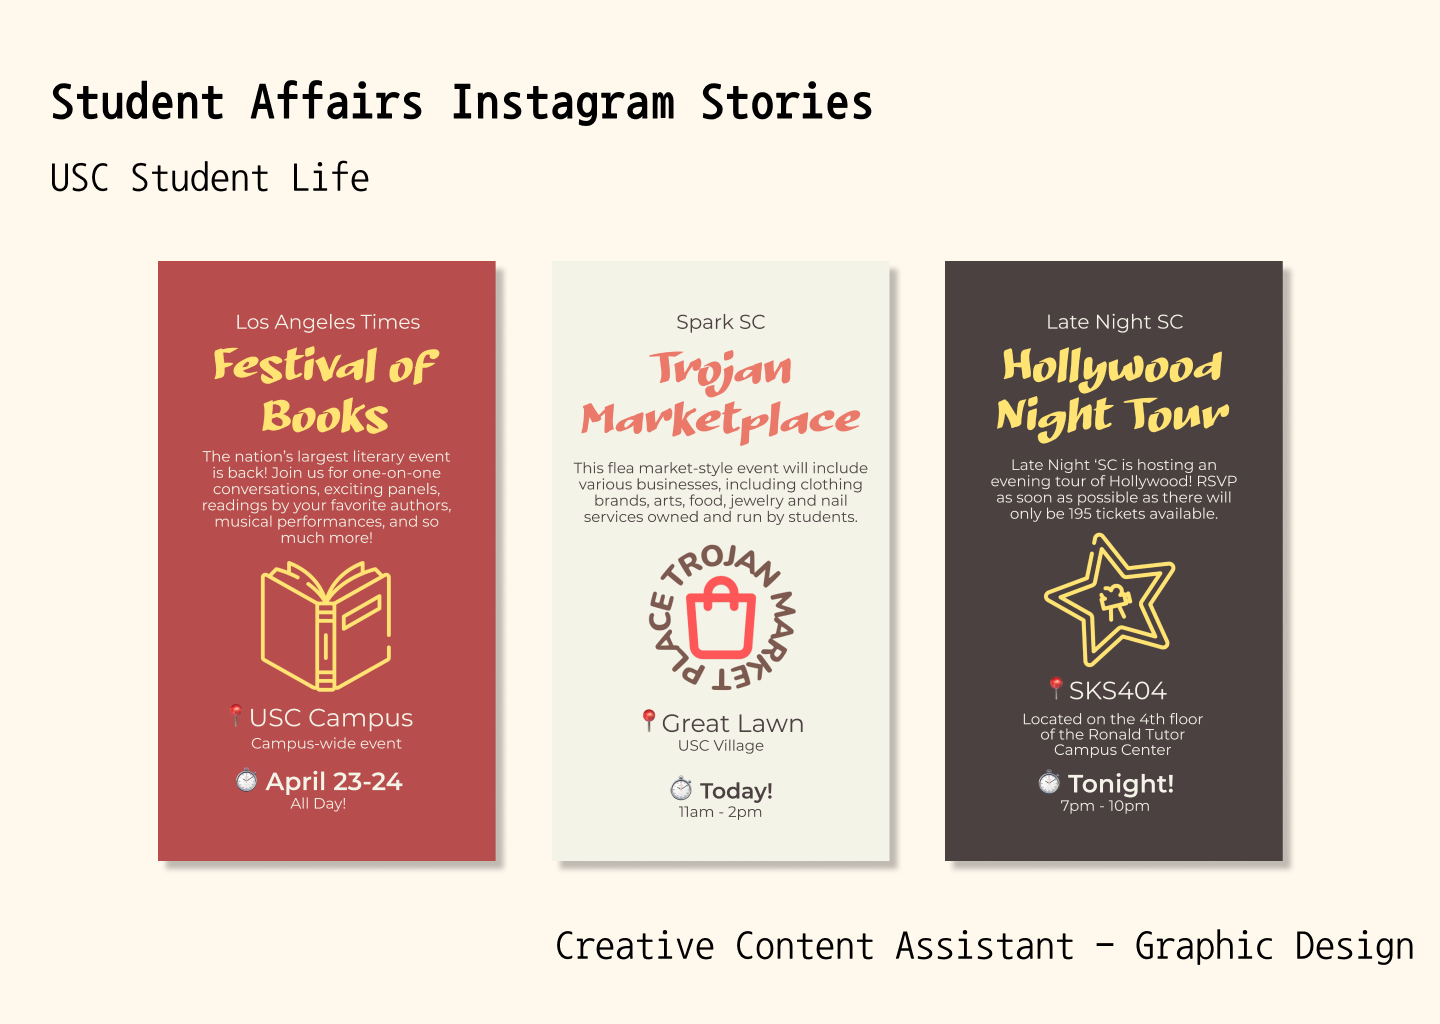 Student Affairs Instagram Stories
USC Student Life
Los Angeles Times
Festival of
Books
The nation's largest literary event
is back! Join us for one-on-one
conversations, exciting panels,
readings by your favorite authors,
musical performances, and so
much more!
USC Campus
Campus-wide event
April 23-24
All Day!
Spark SC
Trojan
Marketplace
This flea market-style event will include
various businesses, including clothing
brands, arts, food, jewelry and nail
services owned and run by students.
TROJAN MARKET PLACE
Great Lawn
USC Village
Today!
11am - 2pm
Late Night SC
Hollywood
Night Tour
Late Night ‘SC is hosting an
evening tour of Hollywood! RSVP
as soon as possible as there will
only be 195 tickets available.
SKS404
Located on the 4th floor
of the Ronald Tutor
Campus Center
Tonight!
7pm - 10pm
Creative Content Assistant – Graphic Design